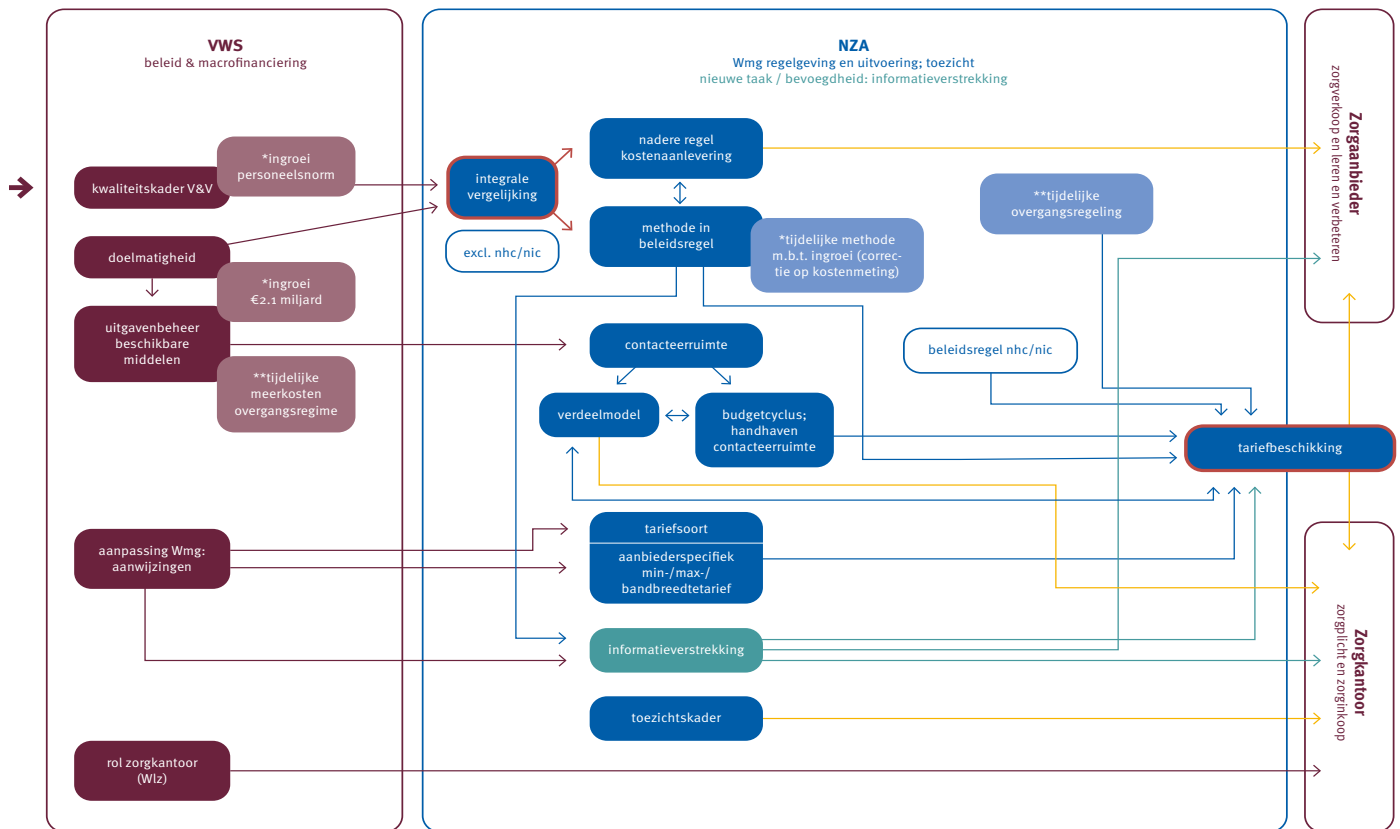 VWS
beleid & macrofinanciering
kwaliteitskader V&V
*ingroei
personeelsnorm
doelmatigheid
*ingroei
€2.1 miljard
uitgavenbeheer
beschikbare
middelen
**tijdelijke
meerkosten
overgangsregime
aanpassing Wmg:
aanwijzingen
rol zorgkantoor
(Wlz)
NZA
Wmg regelgeving en uitvoering; toezicht
nieuwe taak / bevoegdheid: informatieverstrekking
integrale
vergelijking
excl. nhc/nic
nadere regel
kostenaanlevering
methode in
beleidsregel
*tijdelijke methode
m.b.t. ingroei (correc-
tie op kostenmeting)
**tijdelijke
overgangsregeling
contacteerruimte
beleidsregel nhc/nic
verdeelmodel
budgetcyclus;
handhaven
contacteerruimte
tariefbeschikking
tariefsoort
aanbiederspecifiek
min-/max-/
bandbreedtetarief
informatieverstrekking
toezichtskader
Zorgaanbieder
zorgverkoop en leren en verbeteren
Zorgkantoor
zorgplicht en zorginkoop